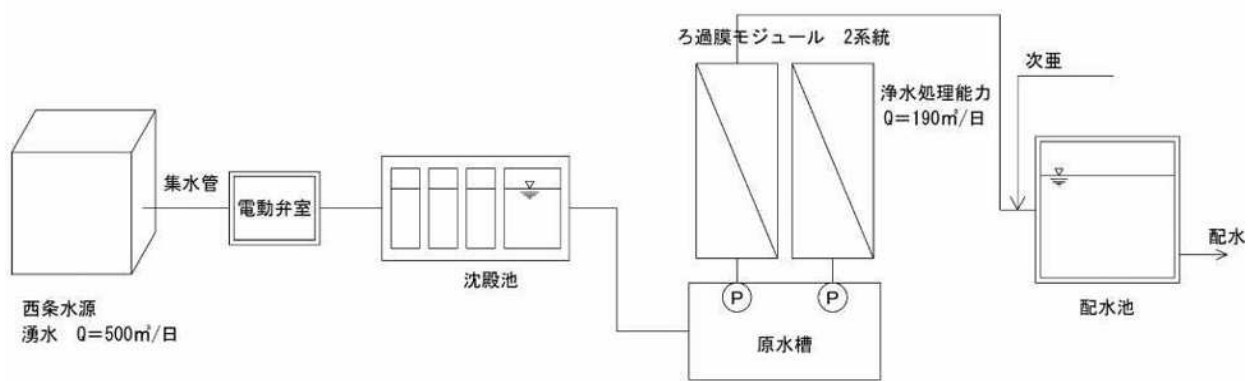 ろ過膜モジュール 2系統
次亜
浄水処理能力
Q=190㎥/日
集水管
電動弁室
沈殿池
西条水源
湧水 Q=500㎥/日
P
P
原水槽
配水
配水池